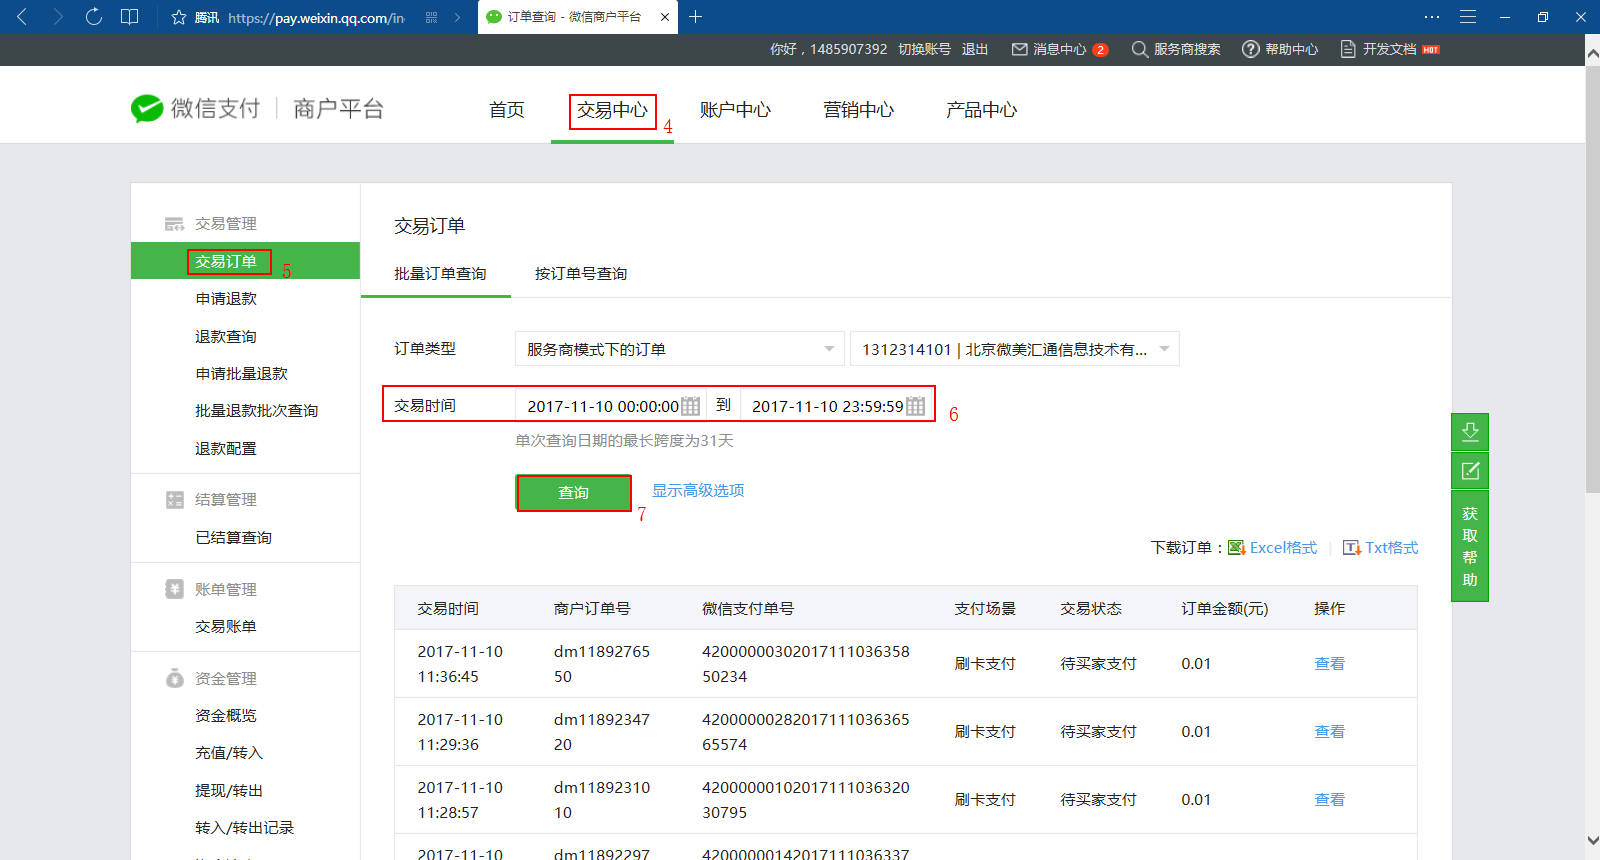 腾讯 https://pay.weixin.qq.com/in
订单查询 - 微信商户平台
你好，1485907392 切换账号 退出 消息中心 2 服务商搜索 帮助中心 开发文档 HOT
微信支付 商户平台 首页 交易中心 4 账户中心 营销中心 产品中心
交易管理
交易订单 5
申请退款
退款查询
申请批量退款
批量退款批次查询
退款配置
结算管理
已结算查询
账单管理
交易账单
资金管理
资金概览
充值/转入
提现/转出
转入/转出记录
交易订单
批量订单查询 按订单号查询
订单类型 服务商模式下的订单 1312314101 | 北京微美汇通信息技术有...
交易时间 2017-11-10 00:00:00 到 2017-11-10 23:59:59 6
单次查询日期的最长跨度为31天
查询 7 显示高级选项
下载订单： Excel格式 Txt格式
交易时间 商户订单号 微信支付单号 支付场景 交易状态 订单金额(元) 操作
2017-11-10 dm11892765 42000000302017111036358
11:36:45 50 50234 刷卡支付 待买家支付 0.01 查看
2017-11-10 dm11892347 42000000282017111036365
11:29:36 20 65574 刷卡支付 待买家支付 0.01 查看
2017-11-10 dm11892310 42000000102017111036320
11:28:57 10 30795 刷卡支付 待买家支付 0.01 查看
2017-11-10 dm11892297 42000000142017111036337
获
取
帮
助